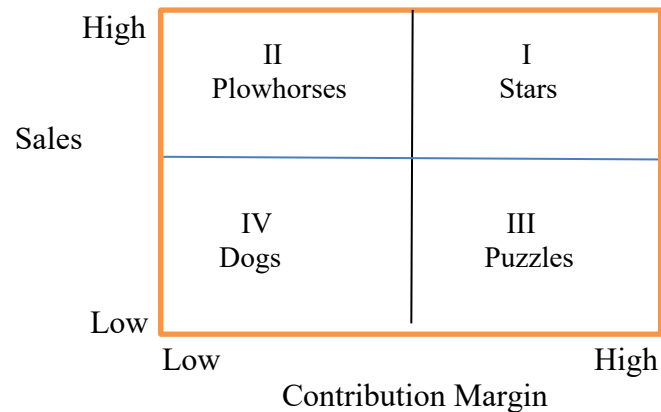 High
II
Plowhorses
I
Stars
Sales
IV
Dogs
III
Puzzles
Low
Low
High
Contribution Margin